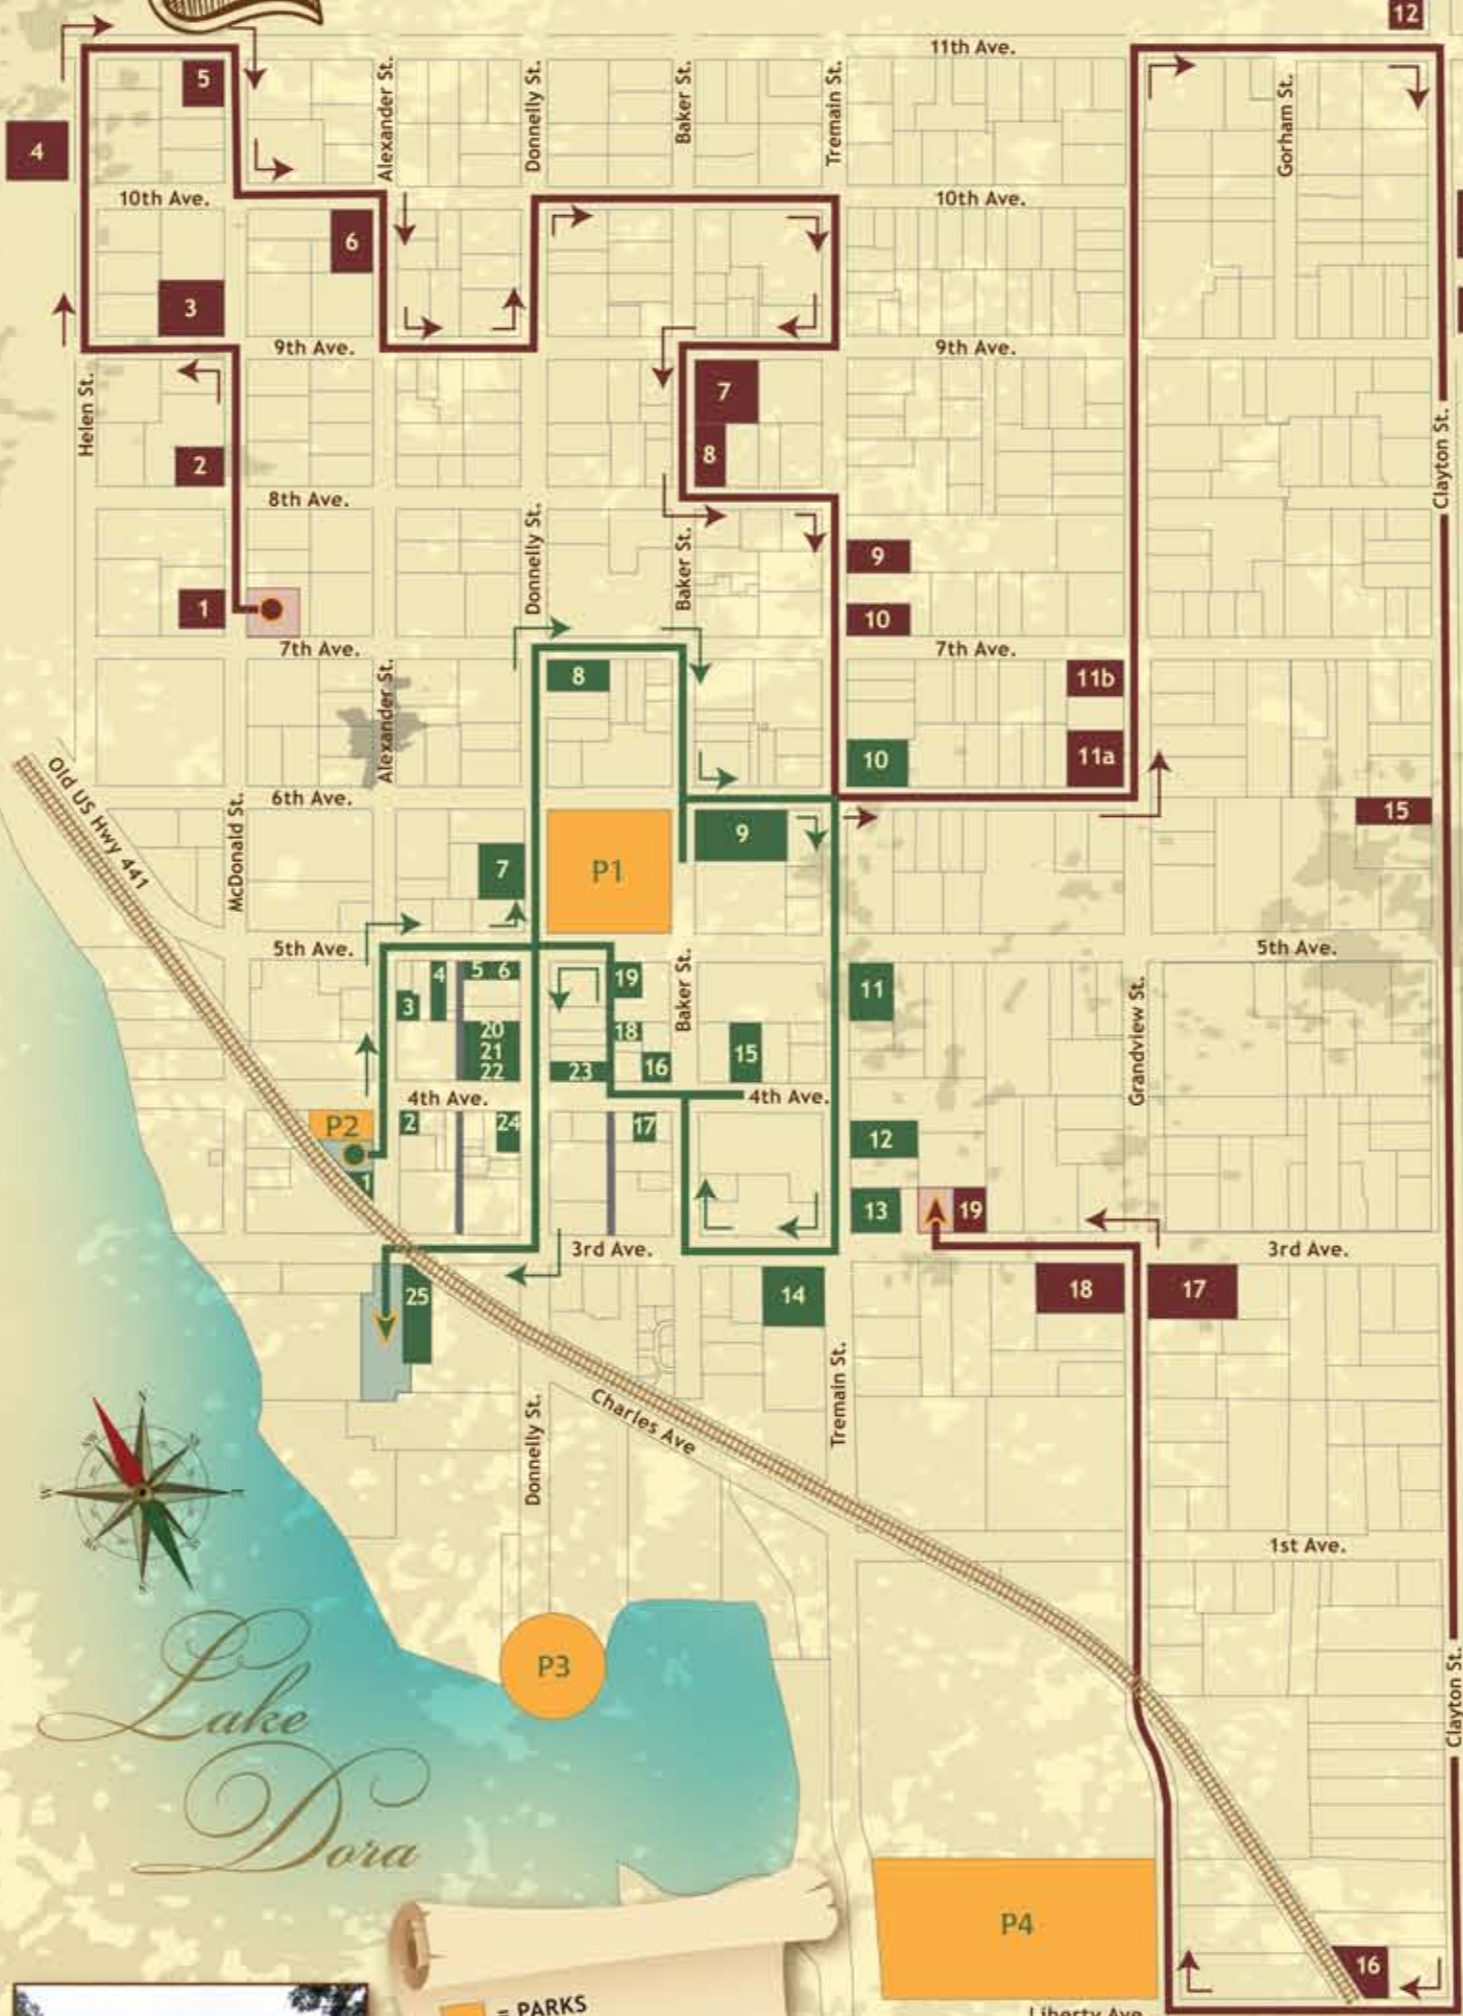 12
11th Ave.
5
Alexander St.
Donnelly St.
Baker St.
Tremain St.
Gorham St.
4
10th Ave.
10th Ave.
6
3
9th Ave.
9th Ave.
Helen St.
7
Clayton St.
2
8
8th Ave.
Donnelly St.
Baker St.
9
1
10
7th Ave.
7th Ave.
8
11b
Alexander St.
10
11a
Old US Hwy 441
6th Ave.
McDonald St.
15
9
7
P1
5th Ave.
5th Ave.
4
5 6
19
Baker St.
11
Grandview St.
3
20
18
21
15
22
23
16
4th Ave.
4th Ave.
P2
2
24
17
12
1
13
19
3rd Ave.
3rd Ave.
25
14
18
17
N
NW
W
Donnelly St.
Charles Ave
Tremain St.
1st Ave.
P3
Lake
Dora
Clayton St.
P4
16
= PARKS
Liberty Ave